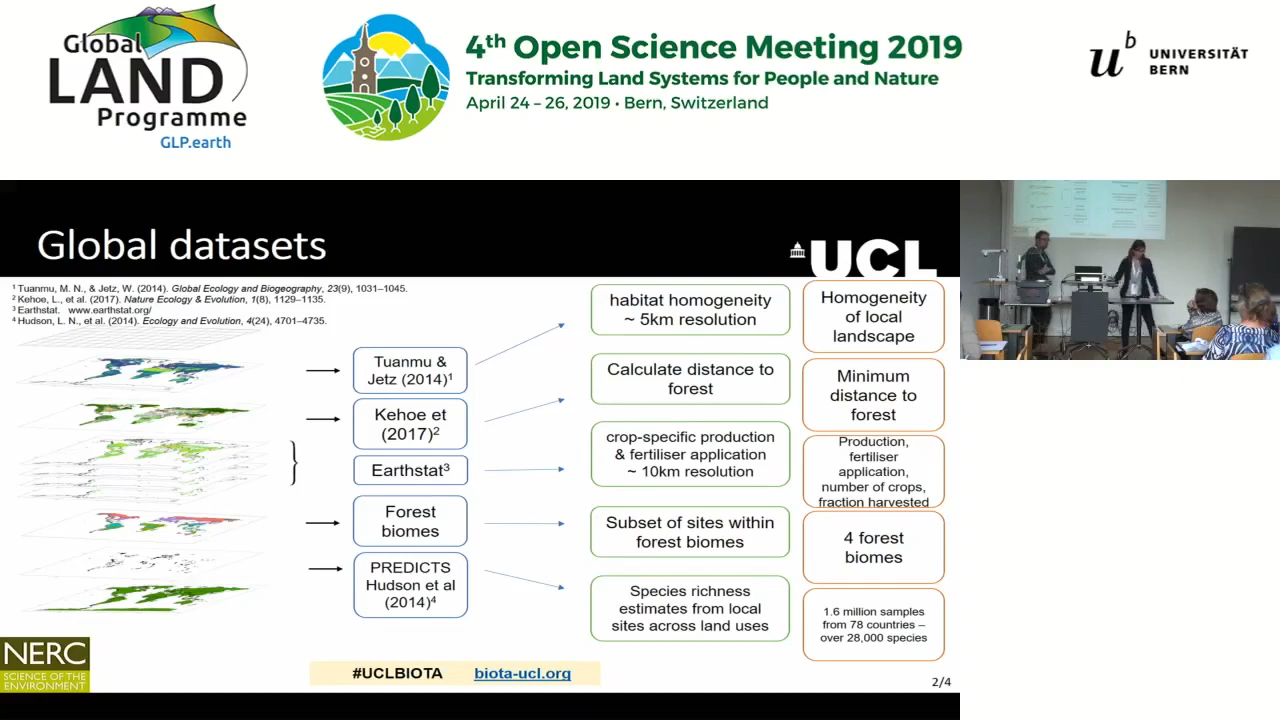 Global
LAND
Programme
GLP.earth
4th Open Science Meeting 2019
Transforming Land Systems for People and Nature
April 24 – 26, 2019 • Bern, Switzerland
u b
UNIVERSITÄT
BERN
Global datasets
UCL
1 Tuanmu, M. N., & Jetz, W. (2014). Global Ecology and Biogeography, 23(9), 1031–1045.
2 Kehoe, L., et al. (2017). Nature Ecology & Evolution, 1(8), 1129–1135.
3 Earthstat. www.earthstat.org/
4 Hudson, L. N., et al. (2014). Ecology and Evolution, 4(24), 4701–4735.
Tuanmu &
Jetz (2014)1
Kehoe et
(2017)2
Earthstat3
Forest
biomes
PREDICTS
Hudson et al
(2014)4
habitat homogeneity
~ 5km resolution
Calculate distance to
forest
crop-specific production
& fertiliser application
~ 10km resolution
Subset of sites within
forest biomes
Species richness
estimates from local
sites across land uses
Homogeneity
of local
landscape
Minimum
distance to
forest
Production,
fertiliser
application,
number of crops,
fraction harvested
4 forest
biomes
1.6 million samples
from 78 countries –
over 28,000 species
NERC
SCIENCE OF THE
ENVIRONMENT
#UCLBIOTA biota-ucl.org
2/4